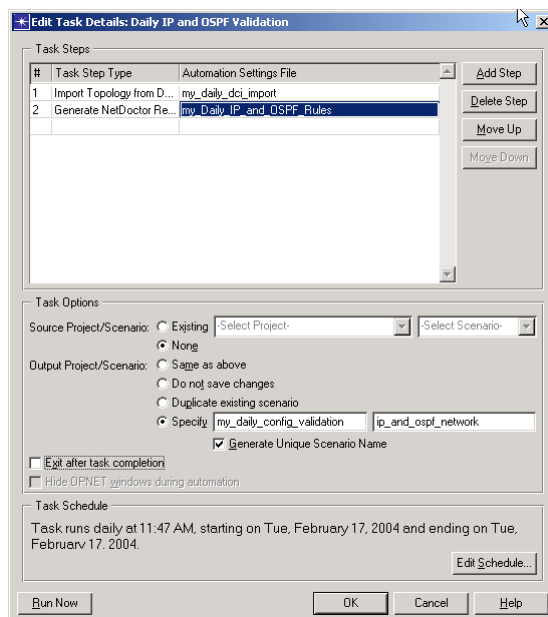 Edit Task Details: Daily IP and OSPF Validation
Task Steps
# Task Step Type Automation Settings File
1 Import Topology from D... my_daily_dci_import
2 Generate NetDoctor Re... my_Daily_IP_and_OSPF_Rules
Add Step
Delete Step
Move Up
Move Down
Task Options
Source Project/Scenario: Existing -Select Project- -Select Scenario-
None
Output Project/Scenario: Same as above
Do not save changes
Duplicate existing scenario
Specify my_daily_config_validation ip_and_ospf_network
Generate Unique Scenario Name
Exit after task completion
Hide OPNET windows during automation
Task Schedule
Task runs daily at 11:47 AM, starting on Tue, February 17, 2004 and ending on Tue,
February 17, 2004.
Edit Schedule...
Run Now OK Cancel Help